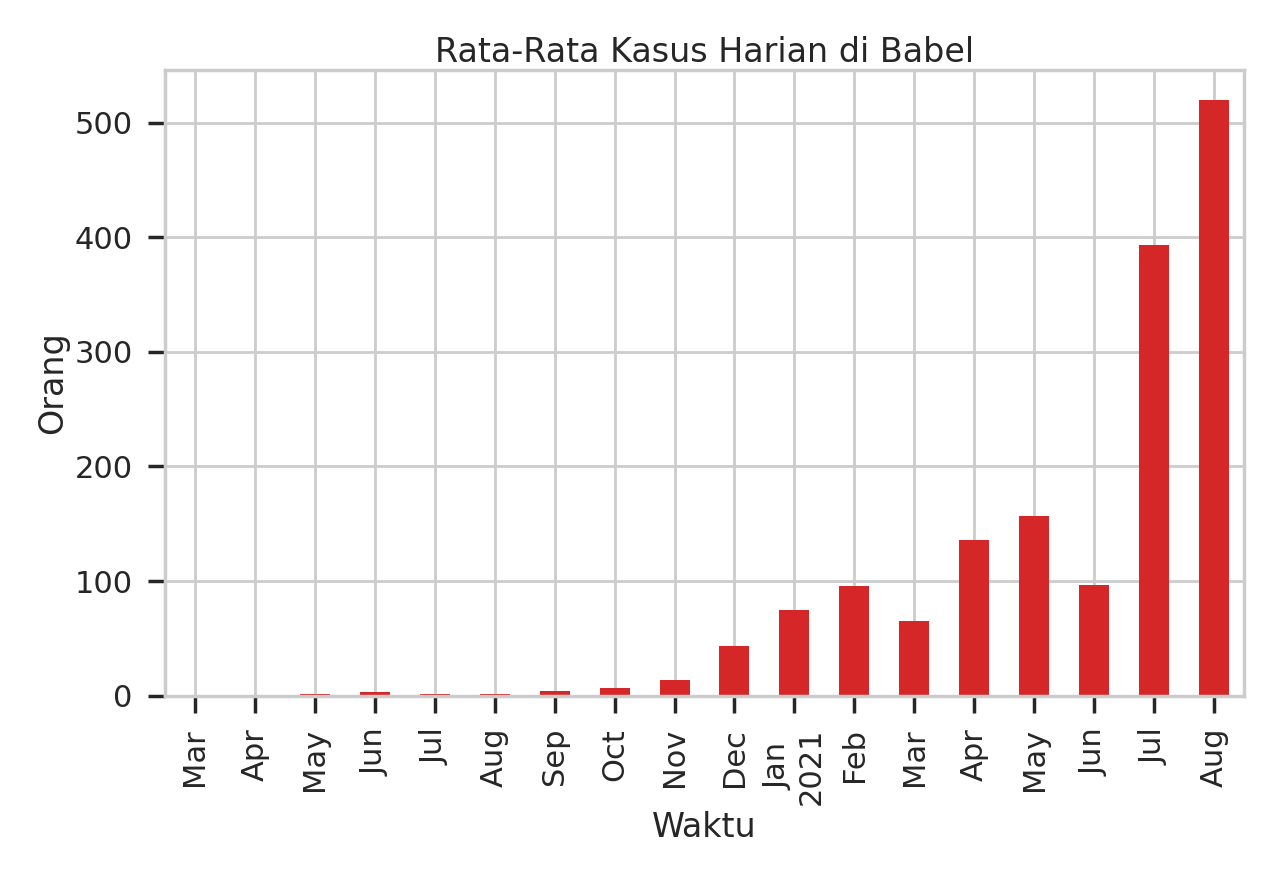 Rata-Rata Kasus Harian di Babel
Orang
500
400
300
200
100
0
Mar
Apr
May
Jun
Jul
Aug
Sep
Oct
Nov
Dec
Jan
2021
Feb
Mar
Apr
May
Jun
Jul
Aug
Waktu